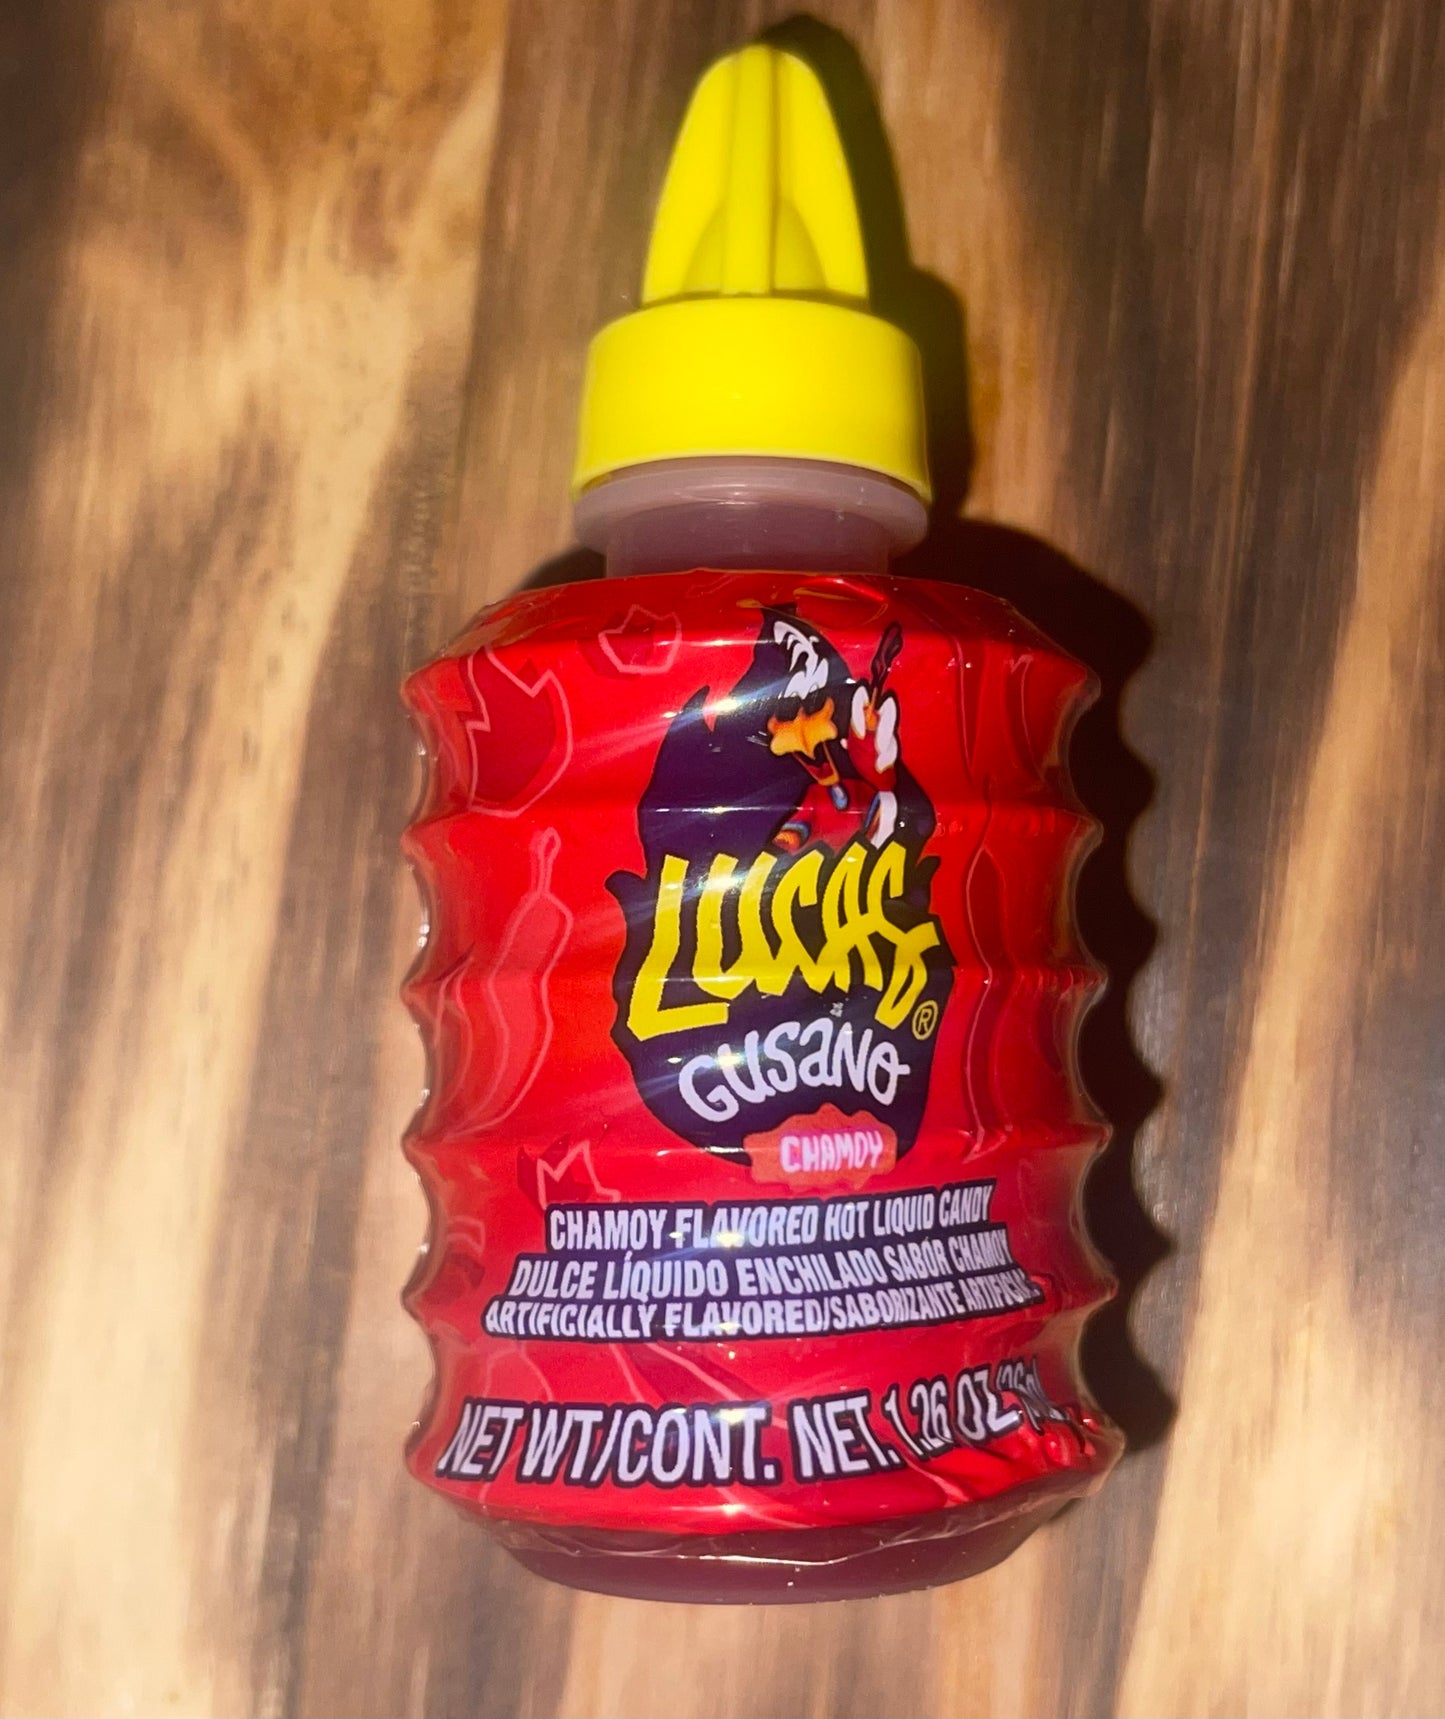 LUCAS®
GUSANO
CHAMOY
CHAMOY FLAVORED HOT LIQUID CANDY
DULCE LÍQUIDO ENCHILADO SABOR CHAMOY
ARTIFICIALLY FLAVORED/SABORIZANTE
NET WT/CONT. NET. 1.26 OZ